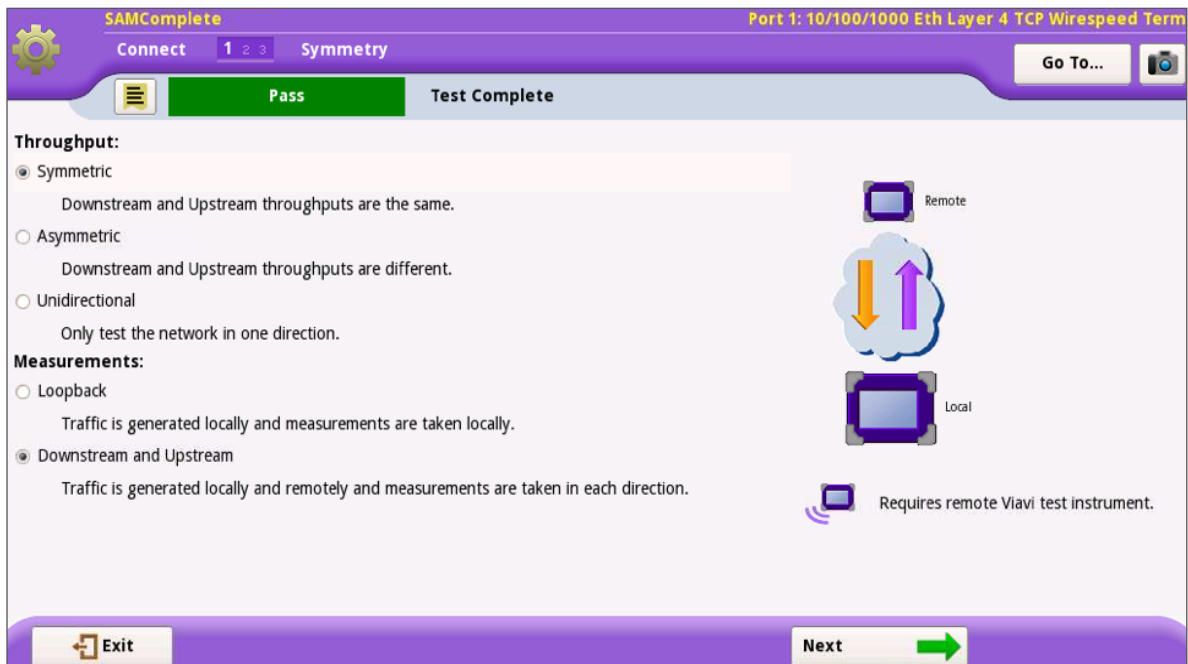 SAMComplete
Port 1: 10/100/1000 Eth Layer 4 TCP Wirespeed Term
Connect 1 2 3 Symmetry
Go To...
Pass
Test Complete
Throughput:
Symmetric
Downstream and Upstream throughputs are the same.
Asymmetric
Downstream and Upstream throughputs are different.
Unidirectional
Only test the network in one direction.
Measurements:
Loopback
Traffic is generated locally and measurements are taken locally.
Downstream and Upstream
Traffic is generated locally and remotely and measurements are taken in each direction.
Remote
Local
Requires remote Viavi test instrument.
Exit
Next